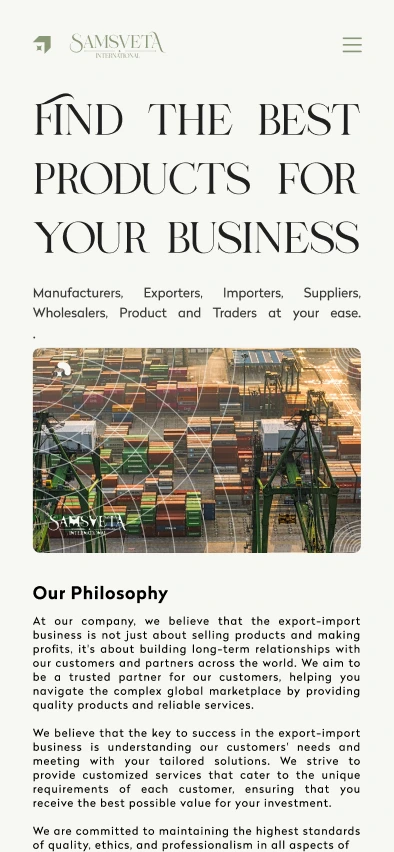 SAMSVETA
INTERNATIONAL
FIND THE BEST
PRODUCTS FOR
YOUR BUSINESS
Manufacturers, Exporters, Importers, Suppliers,
Wholesalers, Product and Traders at your ease.
.
SAMSVETA
INTERNATIONAL
Our Philosophy
At our company, we believe that the export-import
business is not just about selling products and making
profits, it's about building long-term relationships with
our customers and partners across the world. We aim to
be a trusted partner for our customers, helping you
navigate the complex global marketplace by providing
quality products and reliable services.
We believe that the key to success in the export-import
business is understanding our customers' needs and
meeting with your tailored solutions. We strive to
provide customized services that cater to the unique
requirements of each customer, ensuring that you
receive the best possible value for your investment.
We are committed to maintaining the highest standards
of quality, ethics, and professionalism in all aspects of